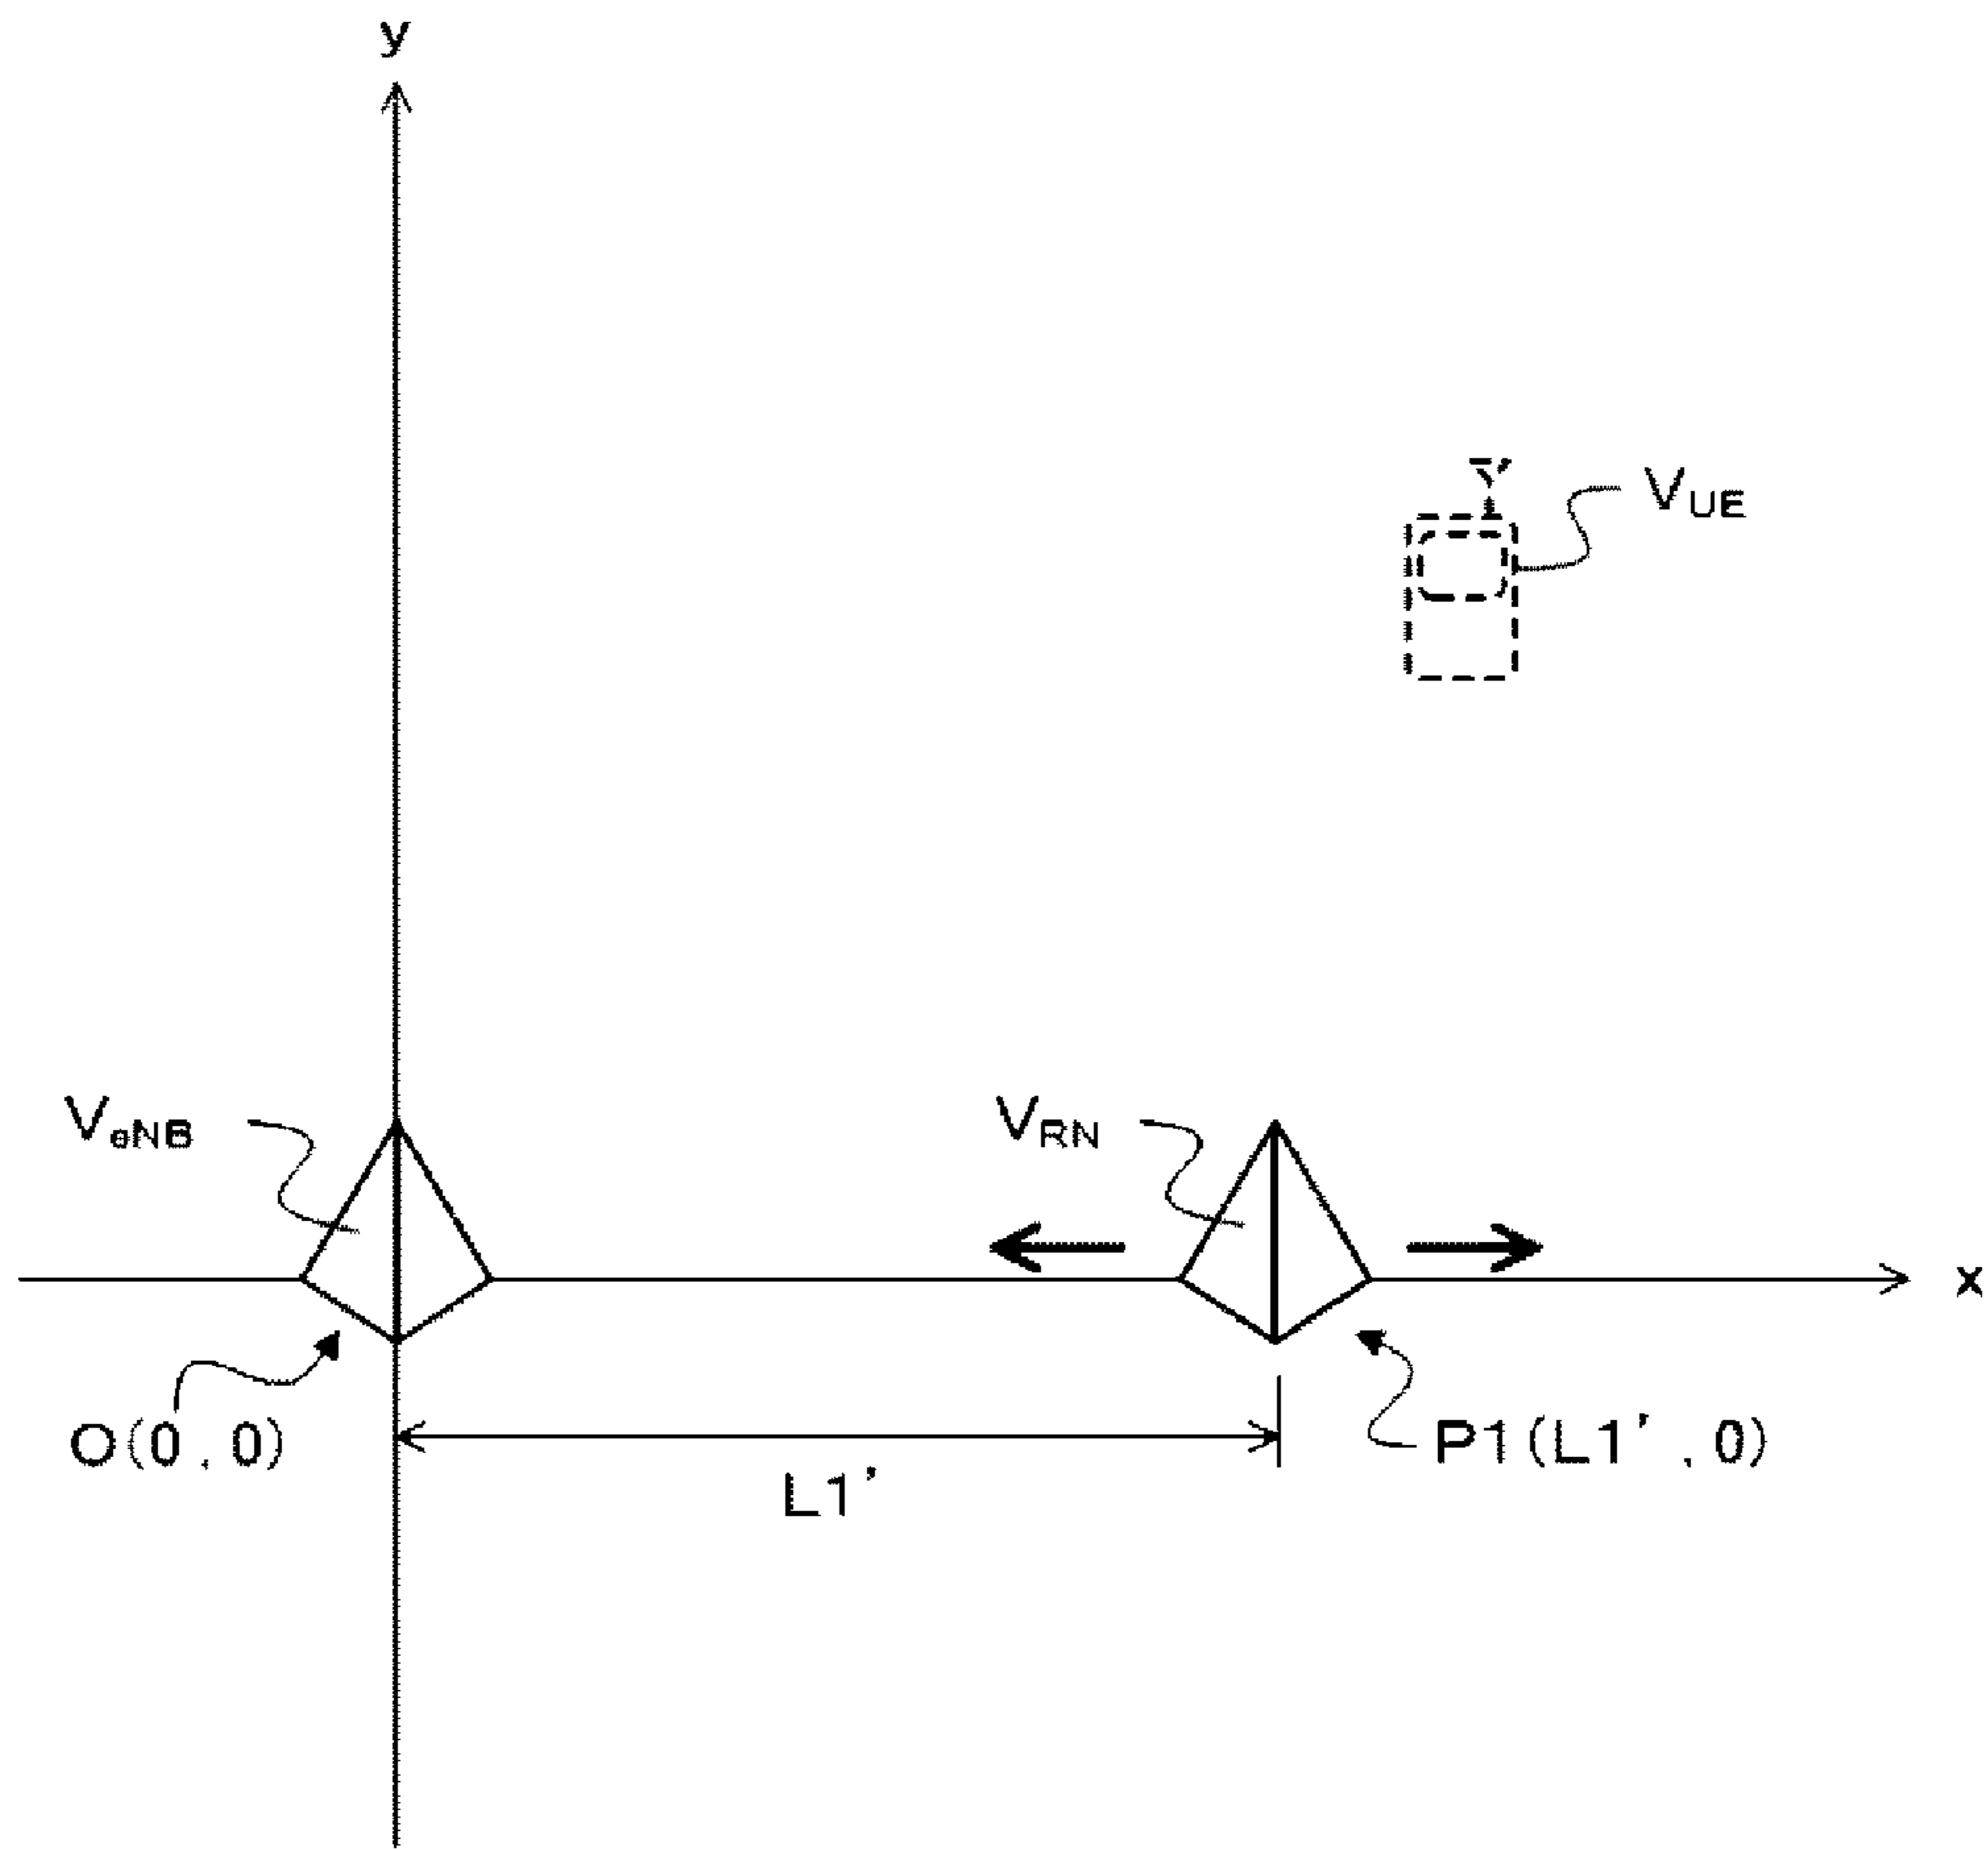 y
V_UE
V_eNB
V_RN
x
O(0,0)
P1(L1',0)
L1'